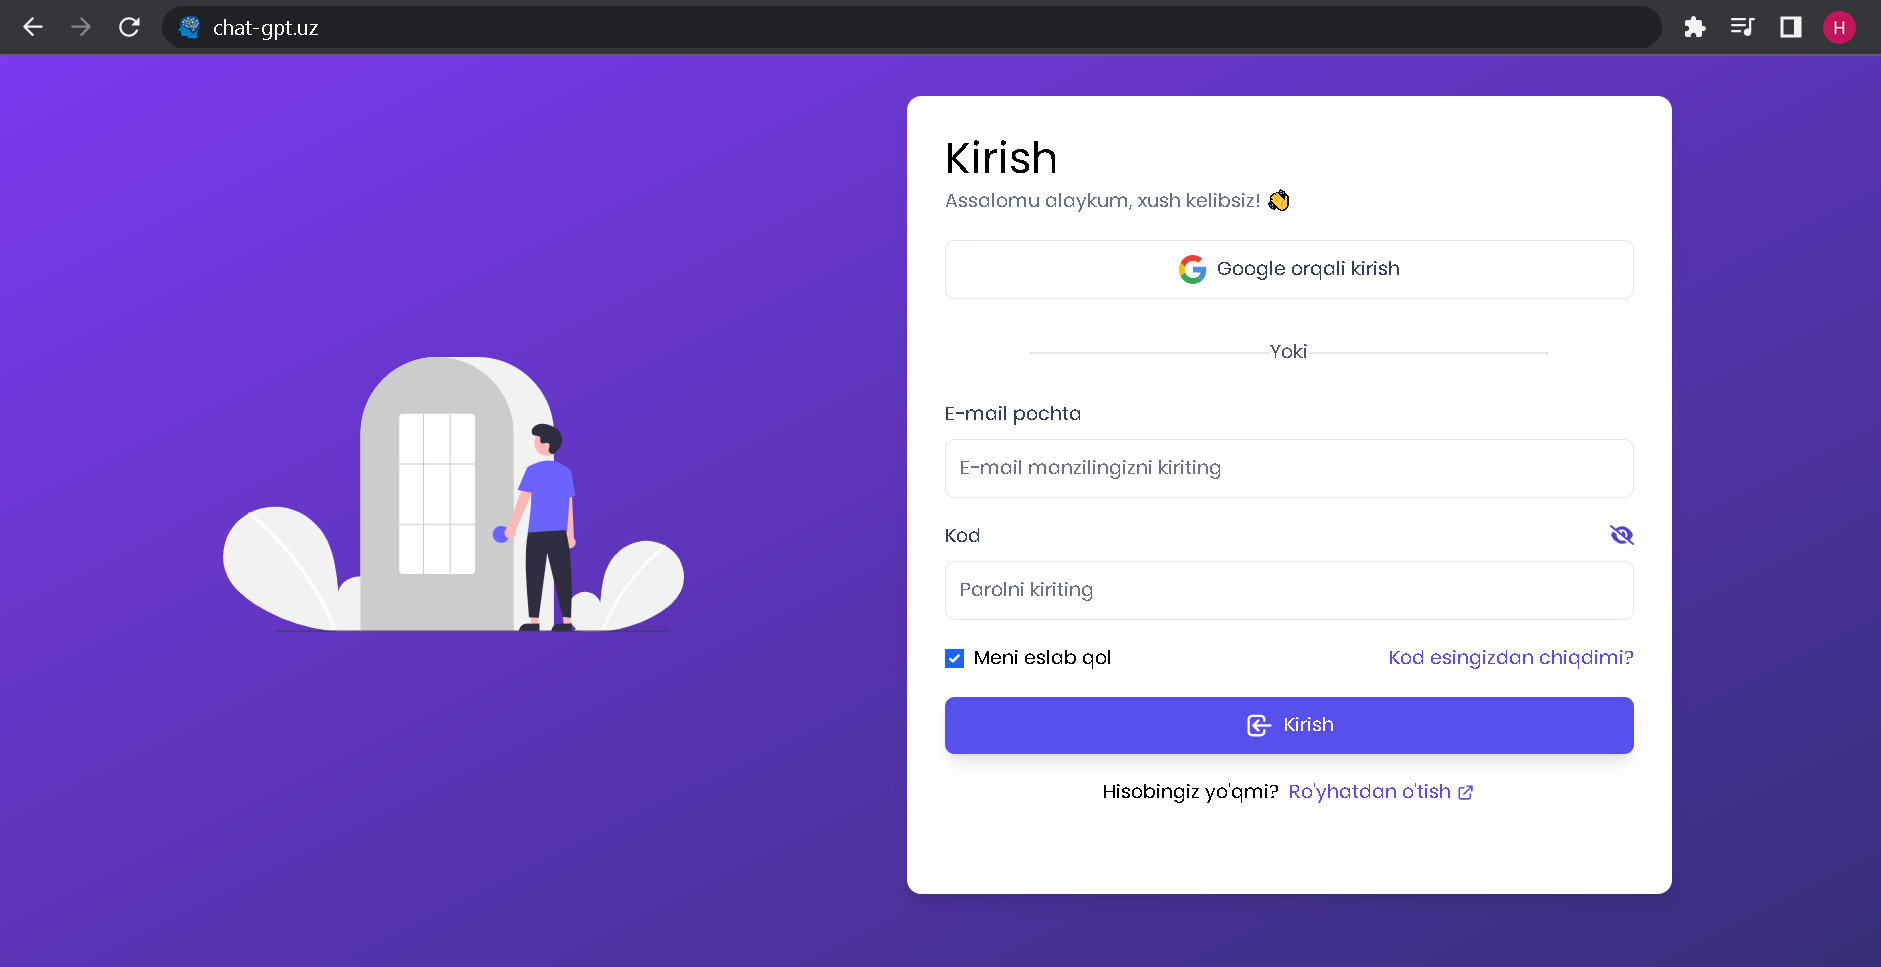 chat-gpt.uz
H
Kirish
Assalomu alaykum, xush kelibsiz! 👏
Google orqali kirish
Yoki
E-mail pochta
E-mail manzilingizni kiriting
Kod
Parolni kiriting
Meni eslab qol
Kod esingizdan chiqdimi?
Kirish
Hisobingiz yo'qmi? Ro'yhatdan o'tish